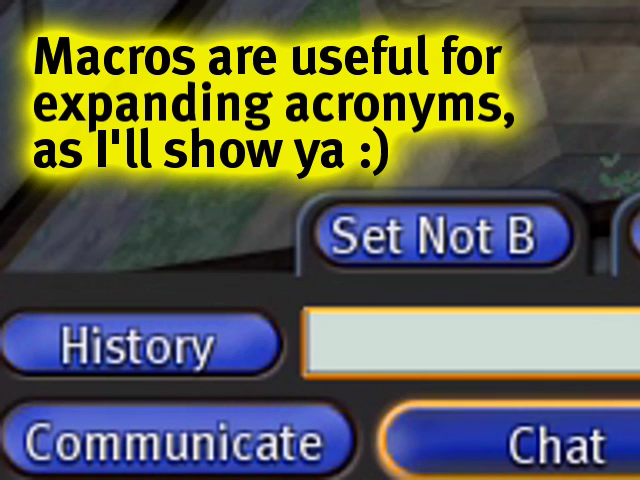 Macros are useful for
expanding acronyms,
as I'll show ya :)
Set Not B
History
Communicate
Chat